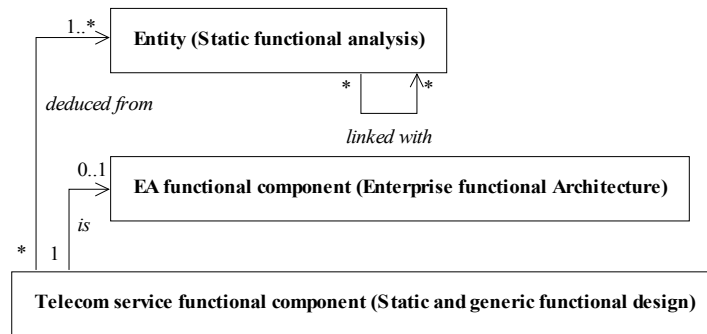 1..*
Entity (Static functional analysis)
* *
deduced from
linked with
0..1
EA functional component (Enterprise functional Architecture)
is
* 1
Telecom service functional component (Static and generic functional design)